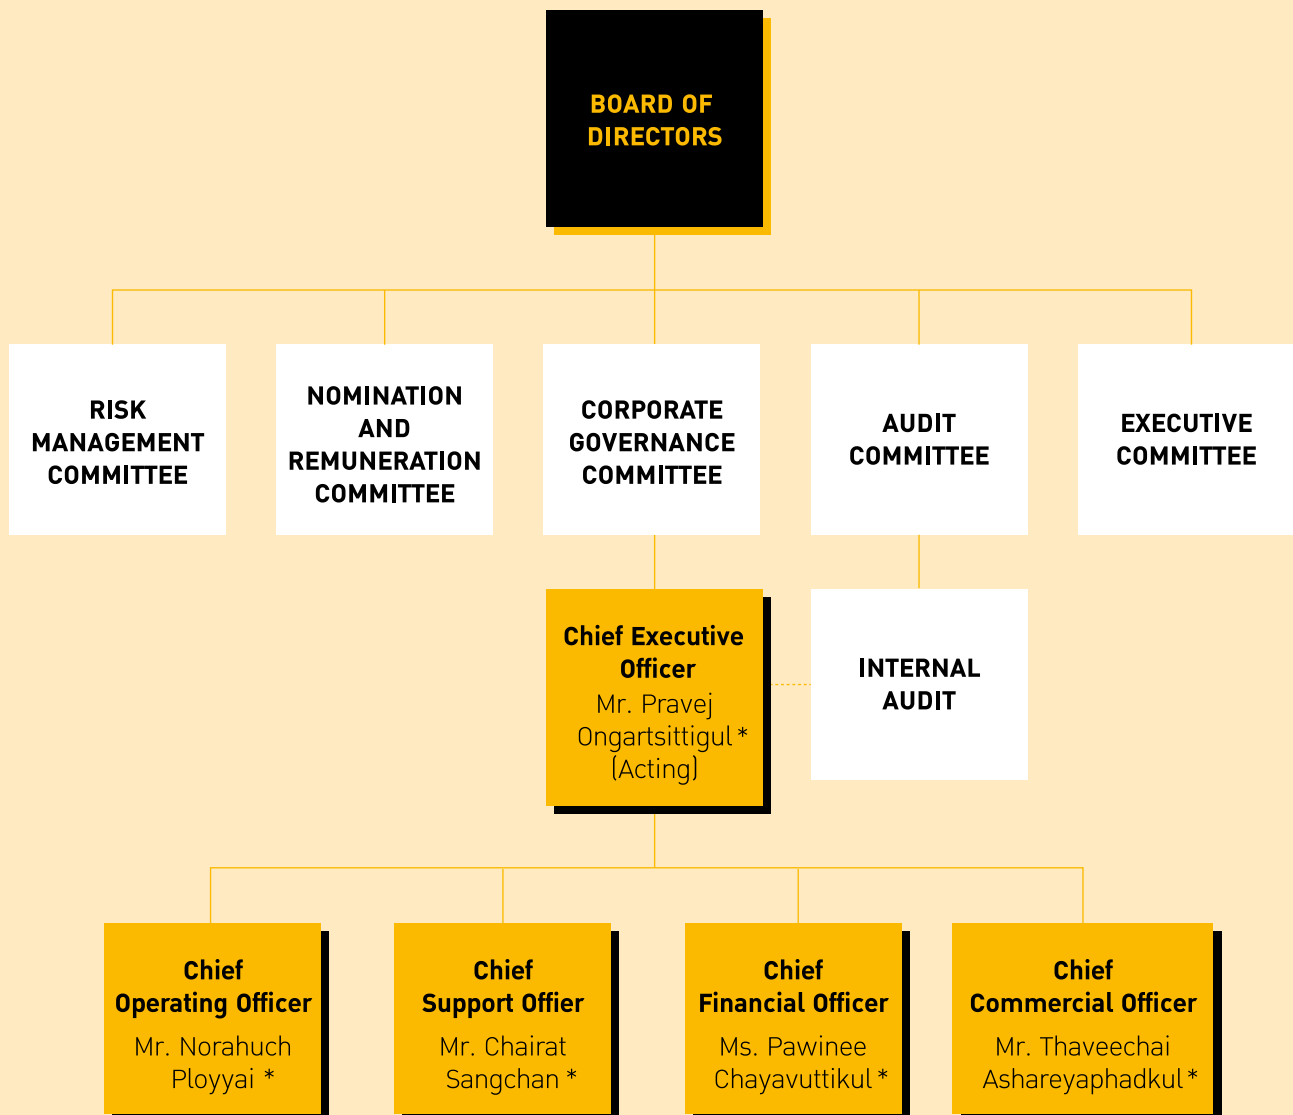 BOARD OF
DIRECTORS
RISK
MANAGEMENT
COMMITTEE
NOMINATION
AND
REMUNERATION
COMMITTEE
CORPORATE
GOVERNANCE
COMMITTEE
AUDIT
COMMITTEE
EXECUTIVE
COMMITTEE
Chief Executive
Officer
Mr. Pravej
Ongartsittigul *
(Acting)
INTERNAL
AUDIT
Chief
Operating Officer
Mr. Norahuch
Ployyai *
Chief
Support Offier
Mr. Chairat
Sangchan *
Chief
Financial Officer
Ms. Pawinee
Chayavuttikul *
Chief
Commercial Officer
Mr. Thaveechai
Ashareyaphadkul *